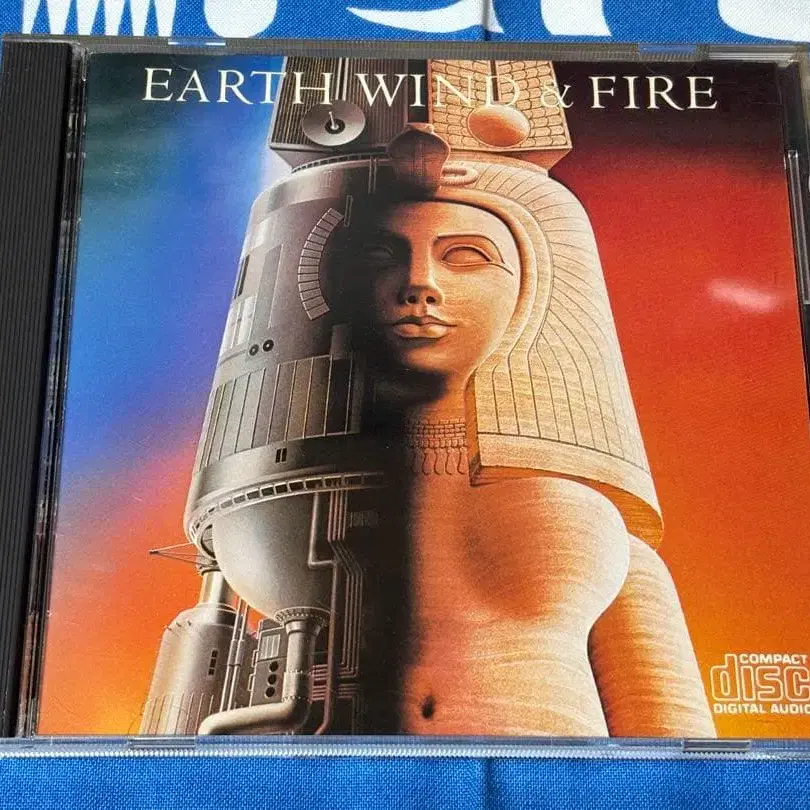 EARTH WIND & FIRE
COMPACT
disc
DIGITAL AUDIO